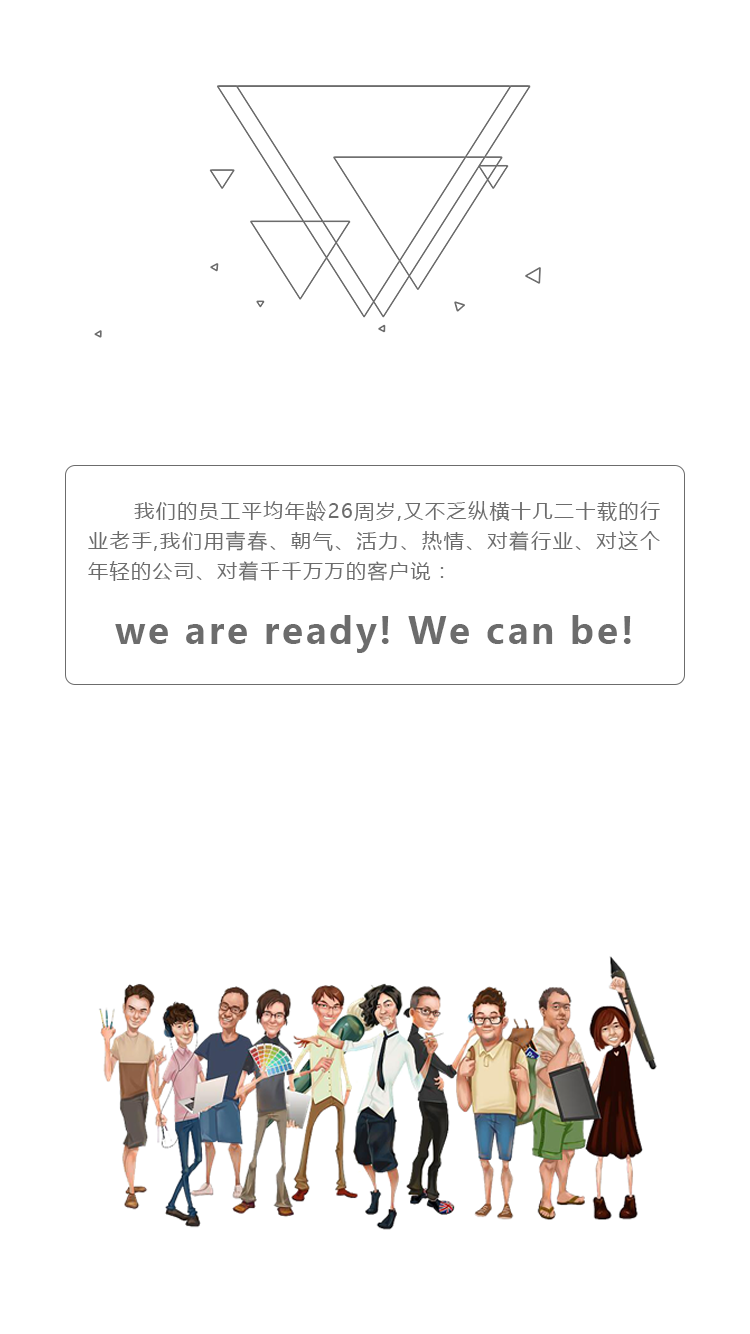 我们的员工平均年龄26周岁,又不乏纵横十几二十载的行
业老手,我们用青春、朝气、活力、热情、对着行业、对这个
年轻的公司、对着千千万万的客户说：
we are ready! We can be!